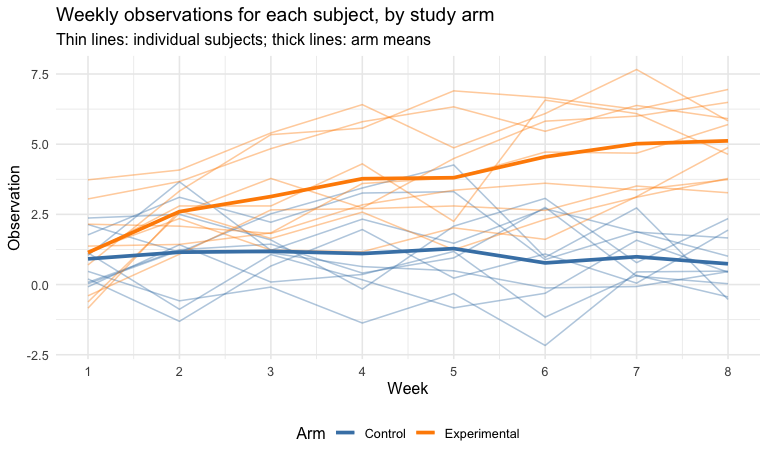 Weekly observations for each subject, by study arm
Thin lines: individual subjects; thick lines: arm means
7.5
5.0
2.5
0.0
-2.5
Observation
1 2 3 4 5 6 7 8
Week
Arm Control Experimental